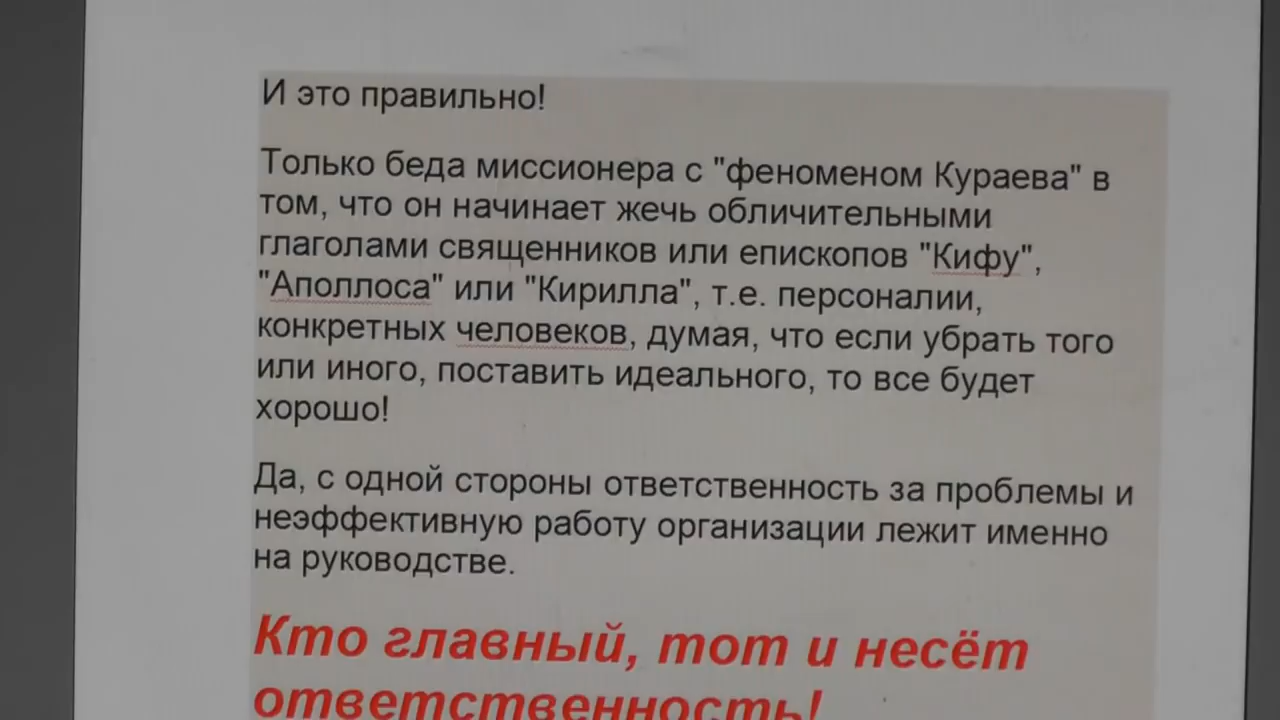 И это правильно!
Только беда миссионера с "феноменом Кураева" в
том, что он начинает жечь обличительными
глаголами священников или епископов "Кифу",
"Аполлоса" или "Кирилла", т.е. персоналии,
конкретных человеков, думая, что если убрать того
или иного, поставить идеального, то все будет
хорошо!
Да, с одной стороны ответственность за проблемы и
неэффективную работу организации лежит именно
на руководстве.
Кто главный, тот и несёт
ответственность!